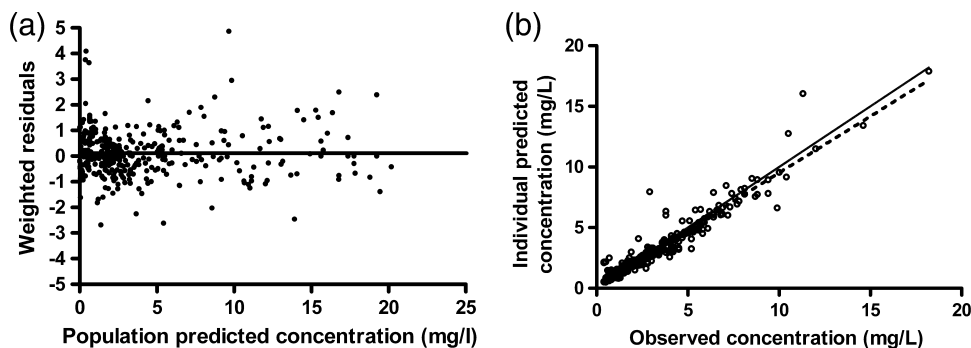 (a)
Weighted residuals
5
4
3
2
1
0
-1
-2
-3
-4
-5
0 5 10 15 20 25
Population predicted concentration (mg/l)
(b)
Individual predicted
concentration (mg/L)
20
15
10
5
0
0 5 10 15 20
Observed concentration (mg/L)